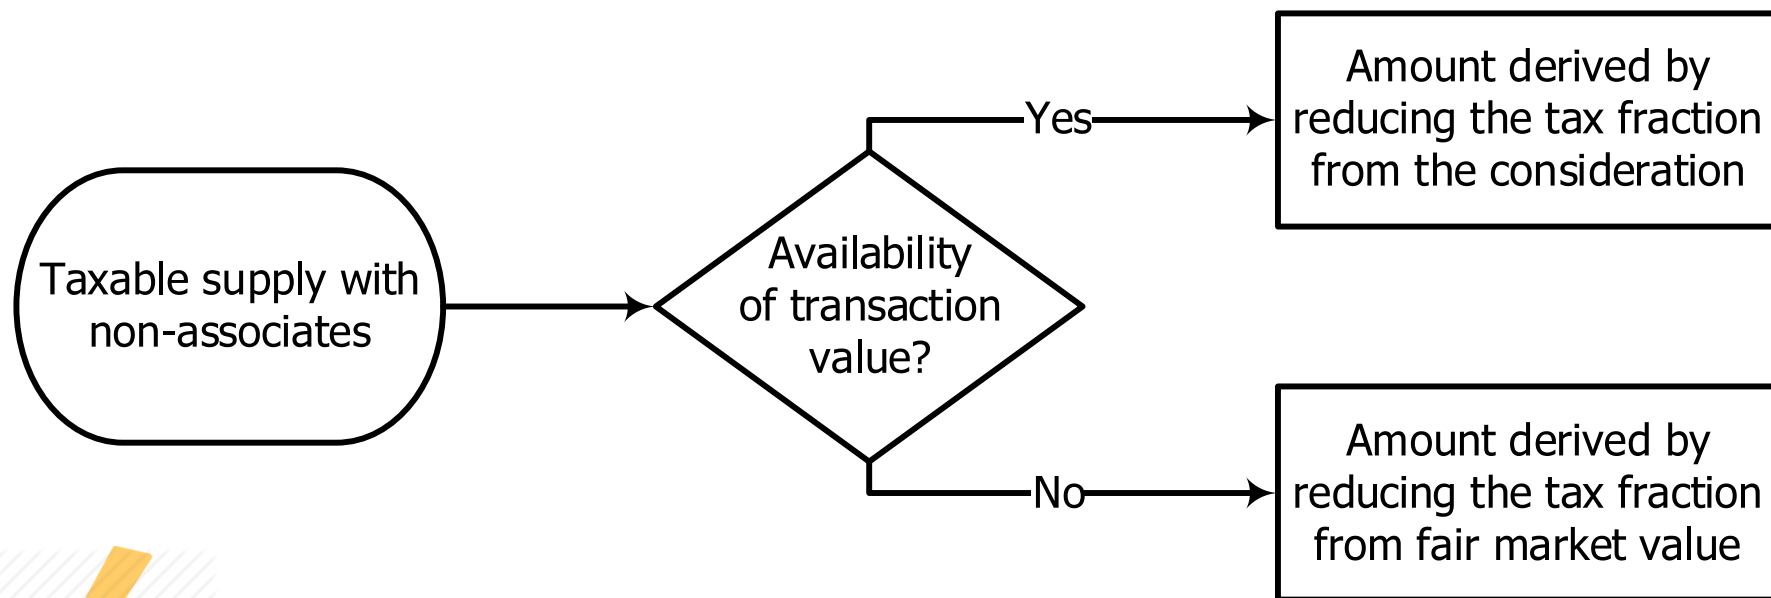 Taxable supply with
non-associates
Availability
of transaction
value?
Yes
Amount derived by
reducing the tax fraction
from the consideration
No
Amount derived by
reducing the tax fraction
from fair market value